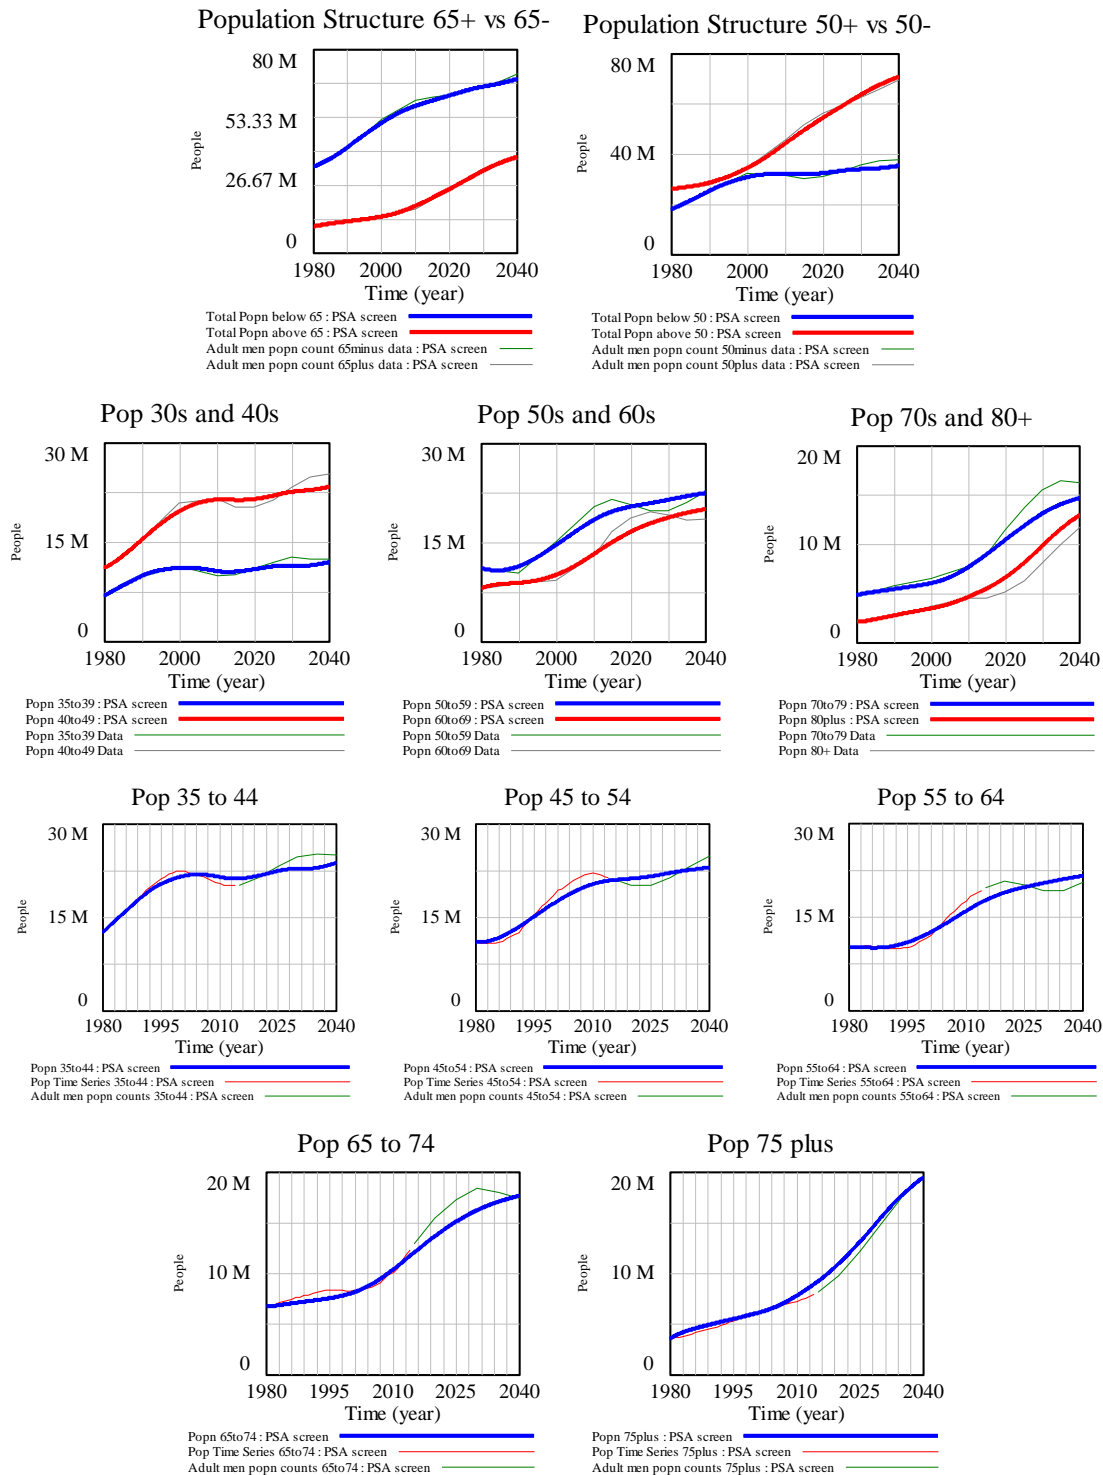 Population Structure 65+ vs 65-
80 M
53.33 M
26.67 M
0
People
1980 2000 2020 2040
Time (year)
Total Popn below 65 : PSA screen
Total Popn above 65 : PSA screen
Adult men popn count 65minus data : PSA screen
Adult men popn count 65plus data : PSA screen
Population Structure 50+ vs 50-
80 M
40 M
0
People
1980 2000 2020 2040
Time (year)
Total Popn below 50 : PSA screen
Total Popn above 50 : PSA screen
Adult men popn count 50minus data : PSA screen
Adult men popn count 50plus data : PSA screen
Pop 30s and 40s
30 M
15 M
0
People
1980 2000 2020 2040
Time (year)
Popn 35to39 : PSA screen
Popn 40to49 : PSA screen
Popn 35to39 Data
Popn 40to49 Data
Pop 50s and 60s
30 M
15 M
0
People
1980 2000 2020 2040
Time (year)
Popn 50to59 : PSA screen
Popn 60to69 : PSA screen
Popn 50to59 Data
Popn 60to69 Data
Pop 70s and 80+
20 M
10 M
0
People
1980 2000 2020 2040
Time (year)
Popn 70to79 : PSA screen
Popn 80plus : PSA screen
Popn 70to79 Data
Popn 80+ Data
Pop 35 to 44
30 M
15 M
0
People
1980 1995 2010 2025 2040
Time (year)
Popn 35to44 : PSA screen
Pop Time Series 35to44 : PSA screen
Adult men popn counts 35to44 : PSA screen
Pop 45 to 54
30 M
15 M
0
People
1980 1995 2010 2025 2040
Time (year)
Popn 45to54 : PSA screen
Pop Time Series 45to54 : PSA screen
Adult men popn counts 45to54 : PSA screen
Pop 55 to 64
30 M
15 M
0
People
1980 1995 2010 2025 2040
Time (year)
Popn 55to64 : PSA screen
Pop Time Series 55to64 : PSA screen
Adult men popn counts 55to64 : PSA screen
Pop 65 to 74
20 M
10 M
0
People
1980 1995 2010 2025 2040
Time (year)
Popn 65to74 : PSA screen
Pop Time Series 65to74 : PSA screen
Adult men popn counts 65to74 : PSA screen
Pop 75 plus
20 M
10 M
0
People
1980 1995 2010 2025 2040
Time (year)
Popn 75plus : PSA screen
Pop Time Series 75plus : PSA screen
Adult men popn counts 75plus : PSA screen